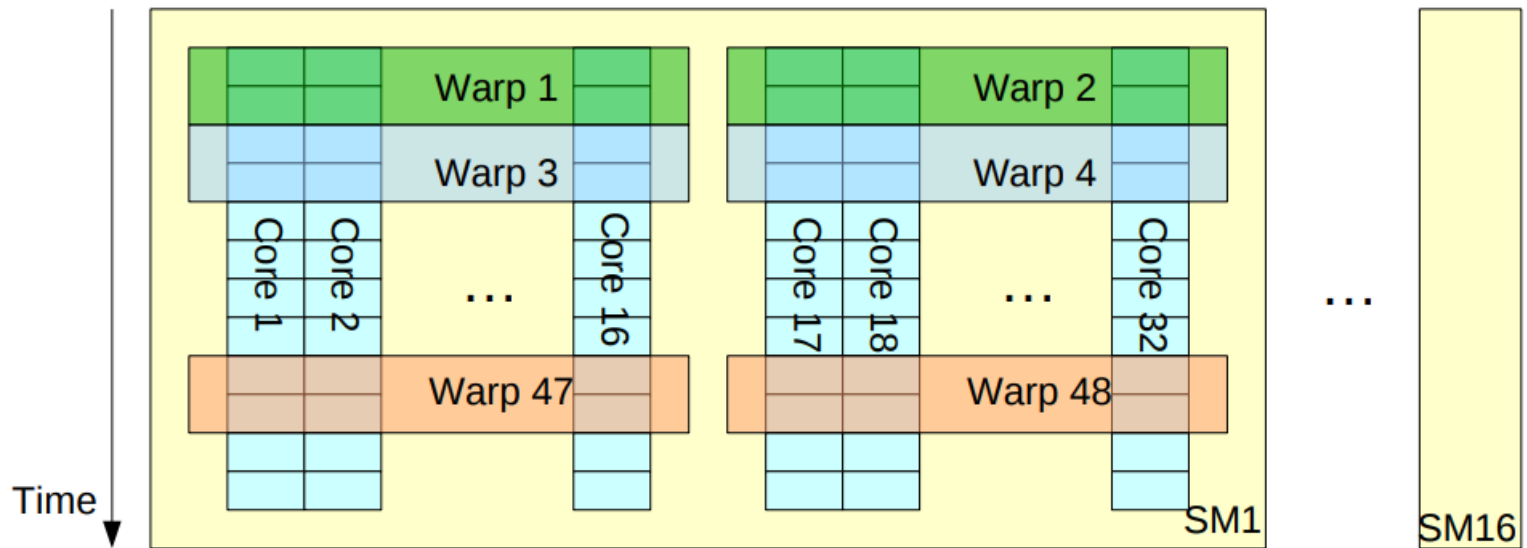 Warp 1
Warp 2
Warp 3
Warp 4
Core 1
Core 2
...
Core 16
Core 17
Core 18
...
Core 32
...
Warp 47
Warp 48
Time
SM1
SM16